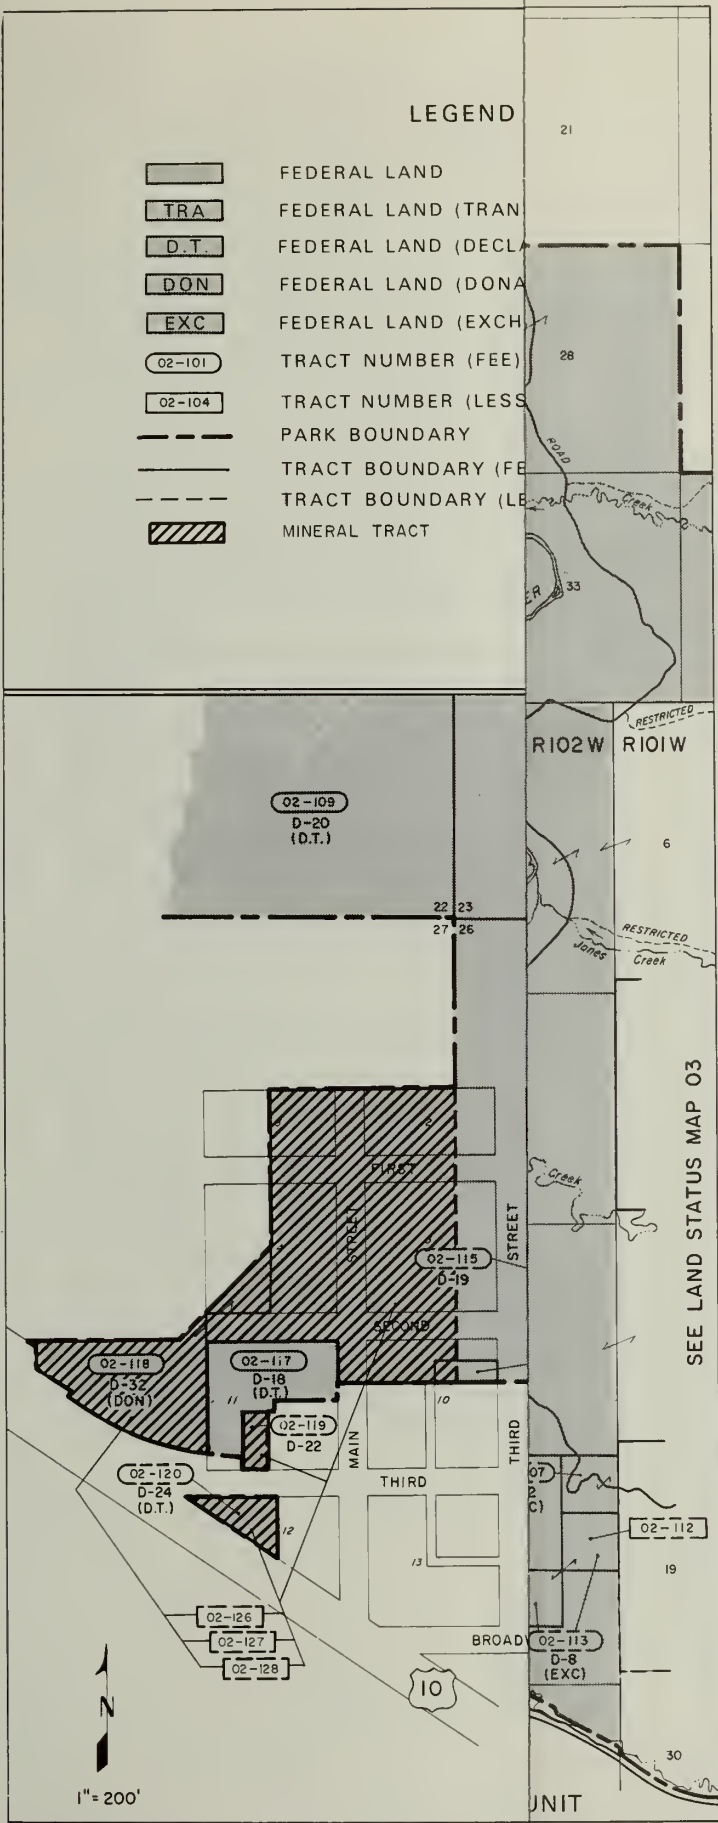 LEGEND
FEDERAL LAND
TRA FEDERAL LAND (TRAN
D.T. FEDERAL LAND (DECLA
DON FEDERAL LAND (DONA
EXC FEDERAL LAND (EXCH
02-101 TRACT NUMBER (FEE)
02-104 TRACT NUMBER (LESS
PARK BOUNDARY
TRACT BOUNDARY (FE
TRACT BOUNDARY (LE
MINERAL TRACT
21
28
ROAD
Creek
ER
33
RESTRICTED
R102W R101W
6
RESTRICTED
Jones Creek
02-109
D-20
(D.T.)
22 23
27 26
2
FIRST
STREET
STREET
Creek
SEE LAND STATUS MAP 03
02-115
D-19
SECOND
02-118
D-32
(DON)
02-117
D-18
(D.T.)
11
10
02-119
D-22
MAIN
THIRD
THIRD
02-120
D-24
(D.T.)
12
13
07
2
C)
02-112
19
02-126
02-127
02-128
BROAD
02-113
D-8
(EXC)
10
N
1"=200'
30
UNIT